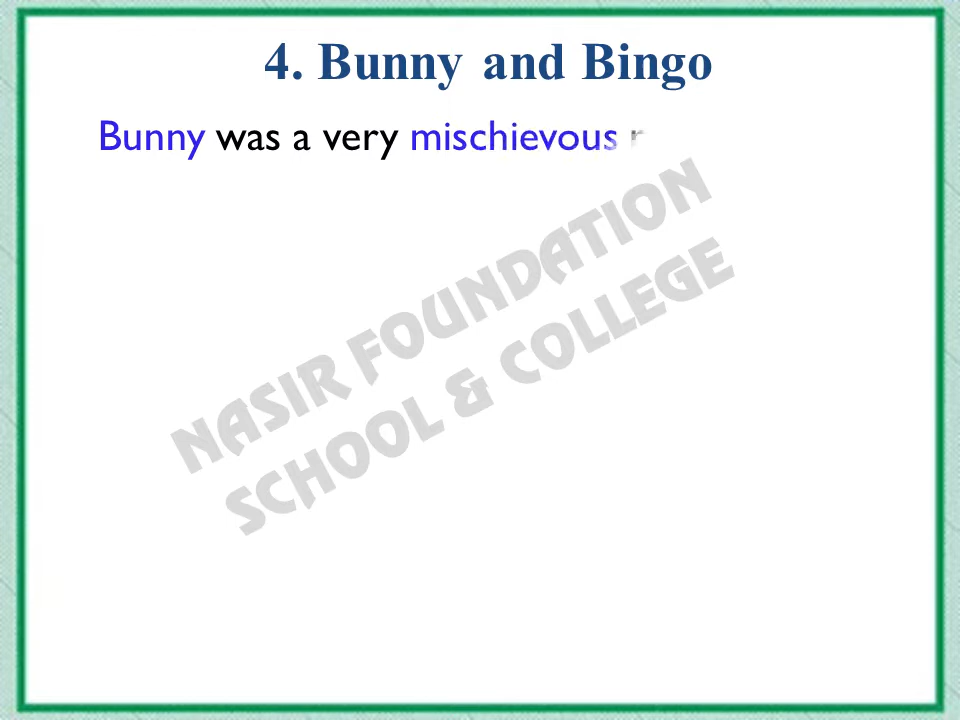 4. Bunny and Bingo
Bunny was a very mischievous
NASIR FOUNDATION
SCHOOL & COLLEGE